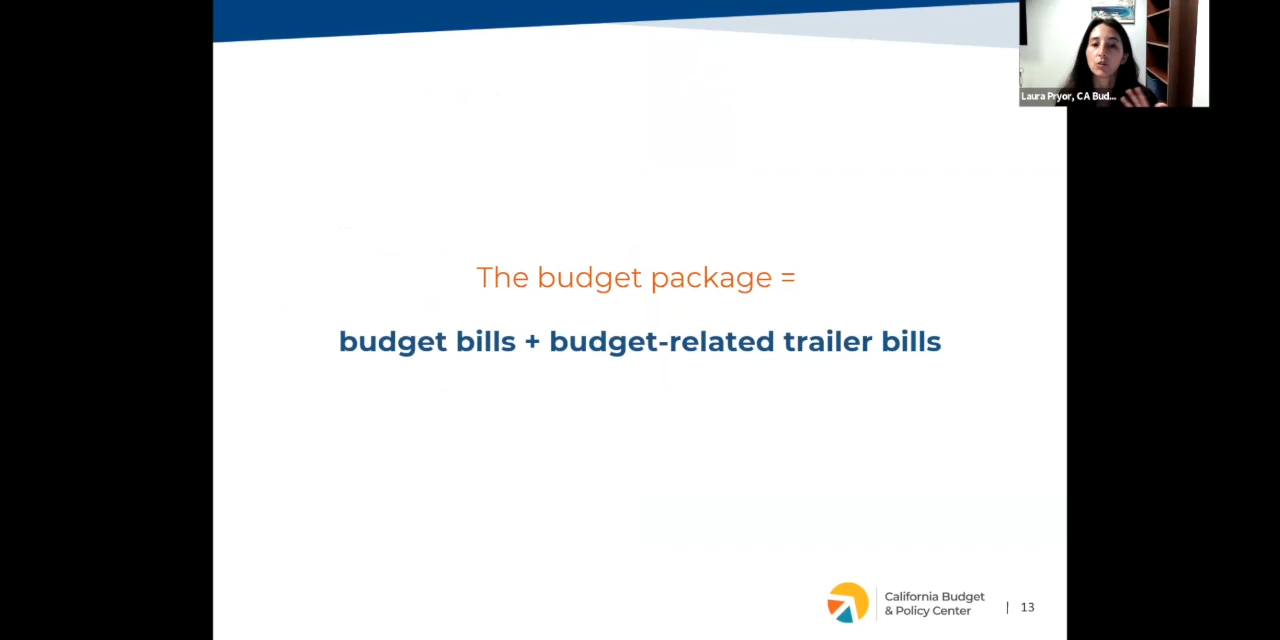 Laura Pryor, CA Bud...
The budget package =
budget bills + budget-related trailer bills
California Budget
& Policy Center
| 13